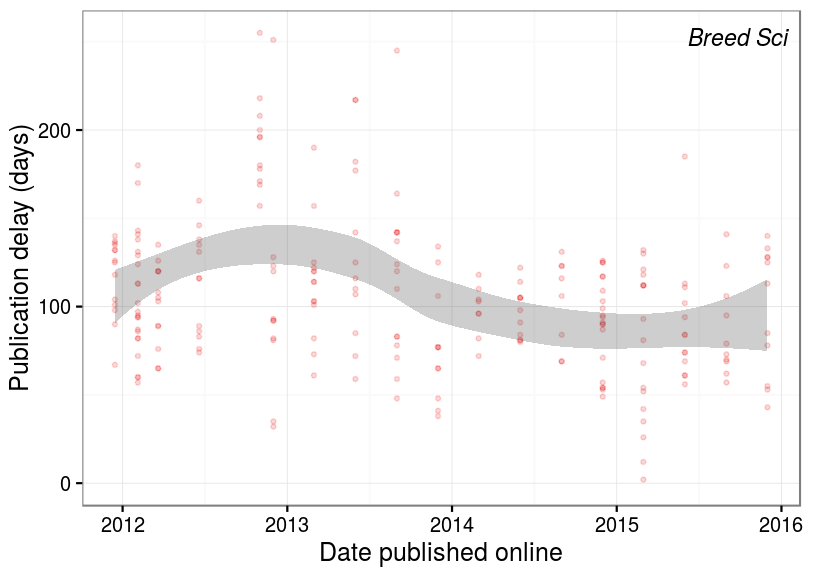 Breed Sci
Publication delay (days)
200
100
0
2012 2013 2014 2015 2016
Date published online